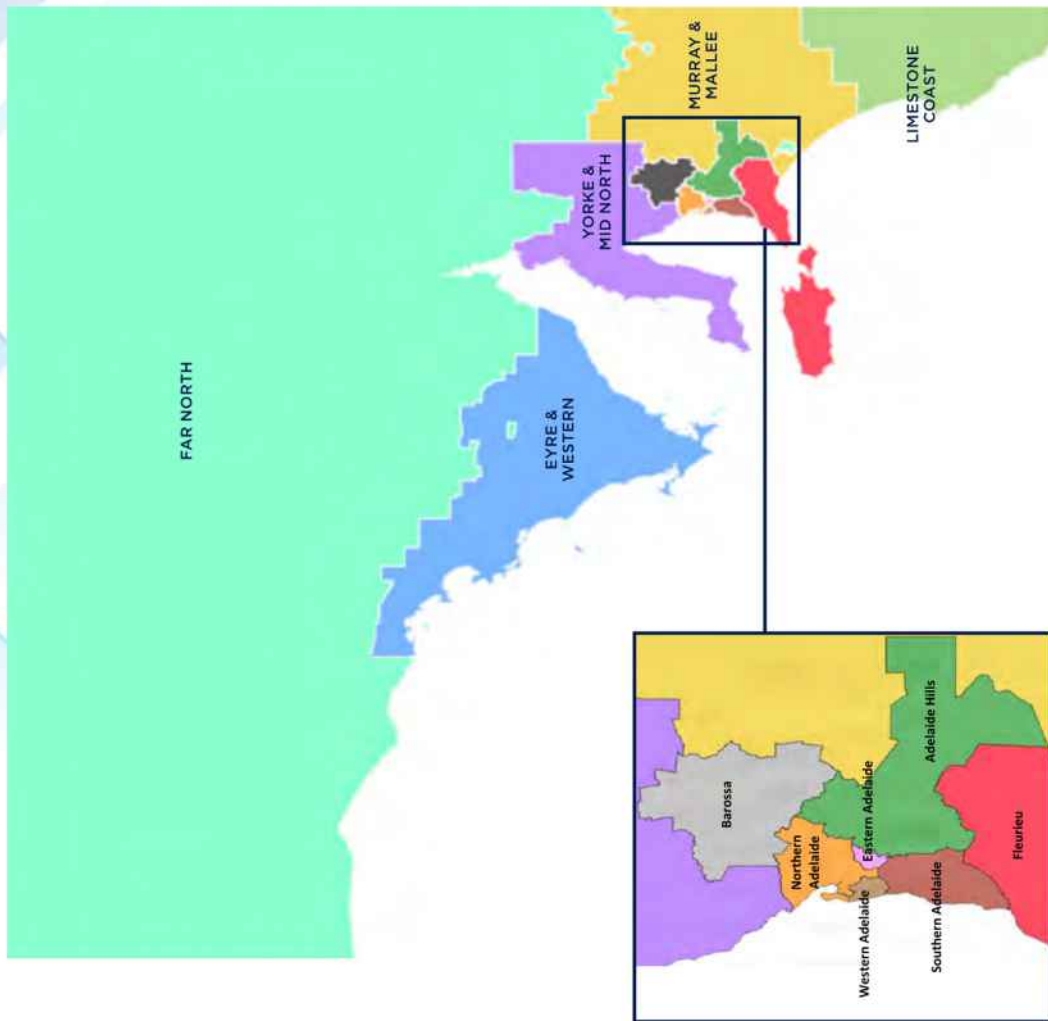 FAR NORTH
EYRE &
WESTERN
YORKE &
MID NORTH
MURRAY &
MALLEE
LIMESTONE
COAST
Barossa
Northern
Adelaide
Eastern Adelaide
Adelaide Hills
Western Adelaide
Southern Adelaide
Fleurieu